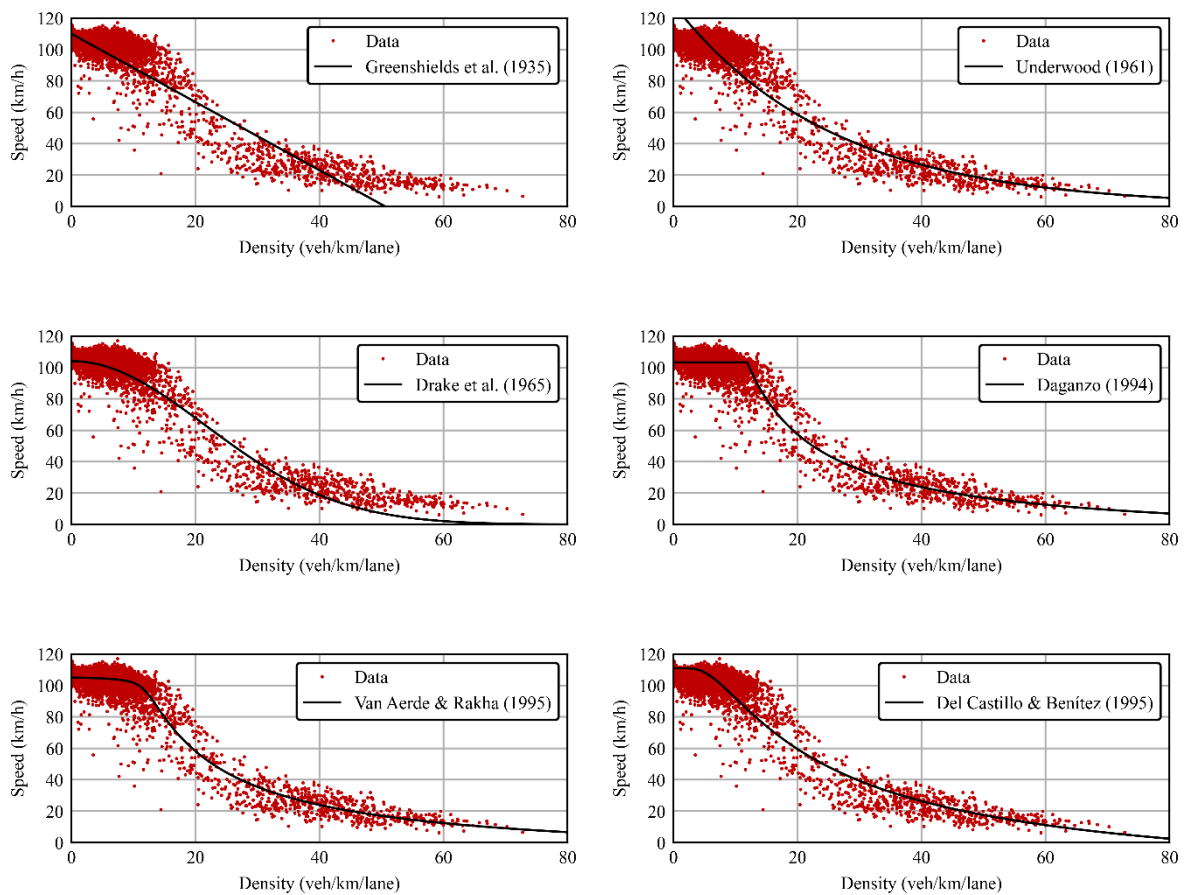 120
100
80
60
40
20
0
Speed (km/h)
Data
Greenshields et al. (1935)
0 20 40 60 80
Density (veh/km/lane)
120
100
80
60
40
20
0
Speed (km/h)
Data
Underwood (1961)
0 20 40 60 80
Density (veh/km/lane)
120
100
80
60
40
20
0
Speed (km/h)
Data
Drake et al. (1965)
0 20 40 60 80
Density (veh/km/lane)
120
100
80
60
40
20
0
Speed (km/h)
Data
Daganzo (1994)
0 20 40 60 80
Density (veh/km/lane)
120
100
80
60
40
20
0
Speed (km/h)
Data
Van Aerde & Rakha (1995)
0 20 40 60 80
Density (veh/km/lane)
120
100
80
60
40
20
0
Speed (km/h)
Data
Del Castillo & Benítez (1995)
0 20 40 60 80
Density (veh/km/lane)